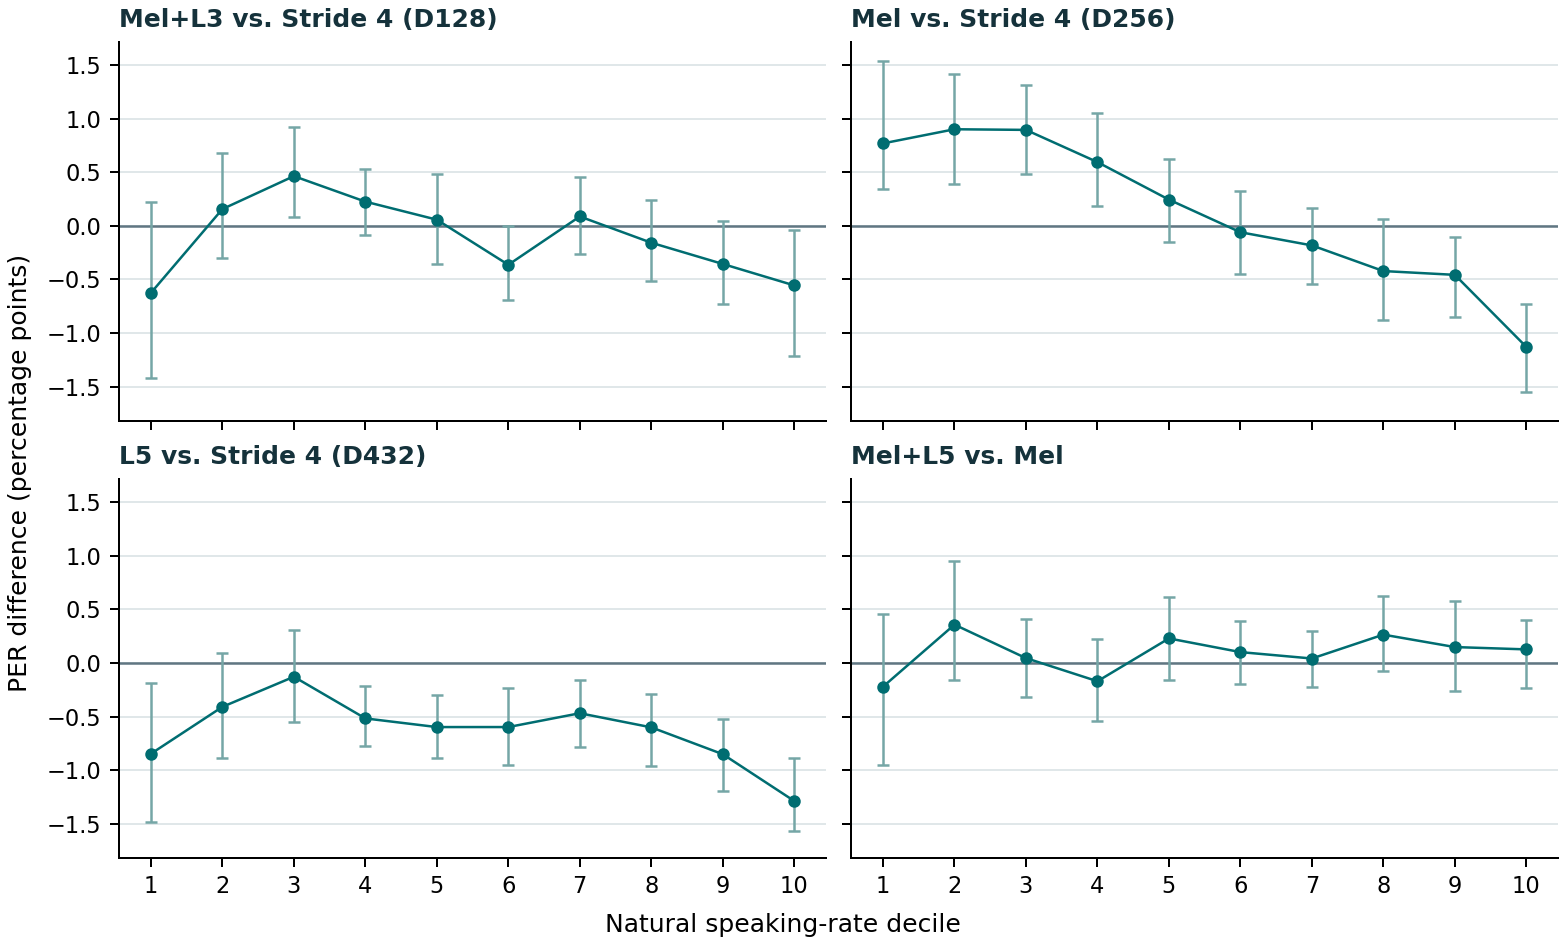 Mel+L3 vs. Stride 4 (D128)
Mel vs. Stride 4 (D256)
1.5
1.0
0.5
0.0
−0.5
−1.0
−1.5
L5 vs. Stride 4 (D432)
Mel+L5 vs. Mel
1.5
1.0
0.5
0.0
−0.5
−1.0
−1.5
1 2 3 4 5 6 7 8 9 10
1 2 3 4 5 6 7 8 9 10
PER difference (percentage points)
Natural speaking-rate decile